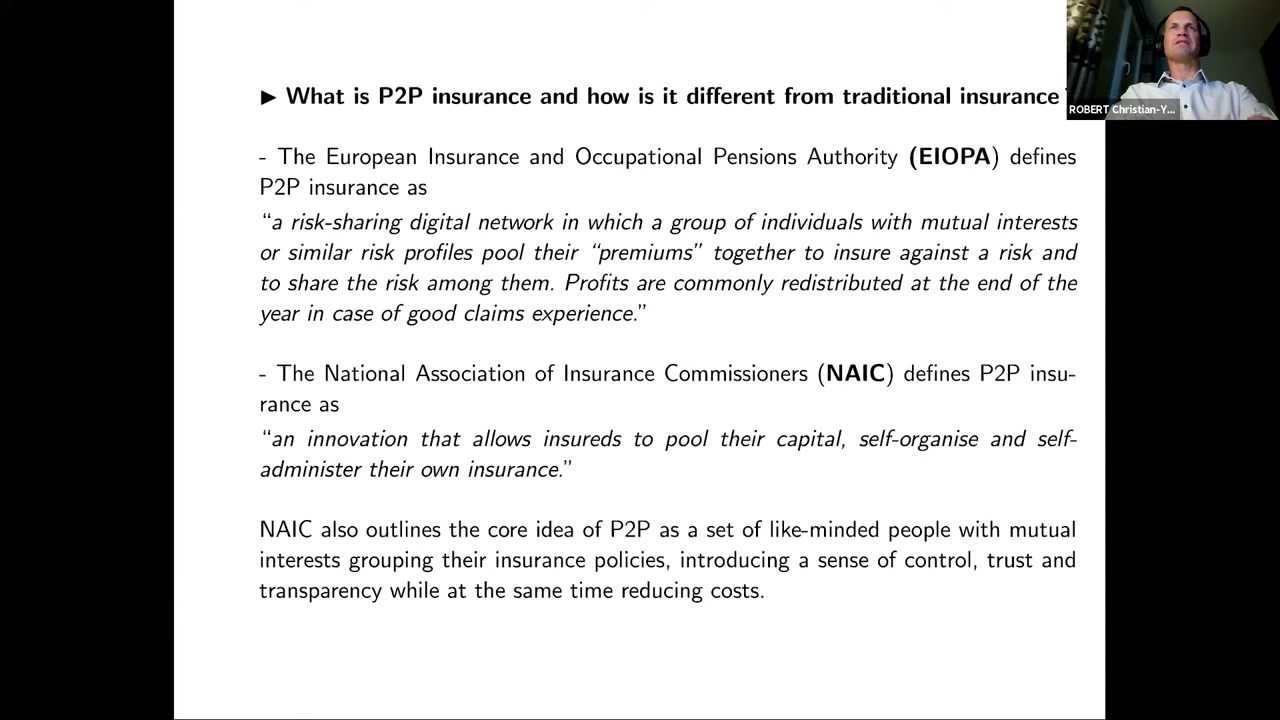 ► What is P2P insurance and how is it different from traditional insurance
ROBERT Christian-Y...
- The European Insurance and Occupational Pensions Authority (EIOPA) defines
P2P insurance as
“a risk-sharing digital network in which a group of individuals with mutual interests
or similar risk profiles pool their “premiums” together to insure against a risk and
to share the risk among them. Profits are commonly redistributed at the end of the
year in case of good claims experience.”
- The National Association of Insurance Commissioners (NAIC) defines P2P insu-
rance as
“an innovation that allows insureds to pool their capital, self-organise and self-
administer their own insurance.”
NAIC also outlines the core idea of P2P as a set of like-minded people with mutual
interests grouping their insurance policies, introducing a sense of control, trust and
transparency while at the same time reducing costs.